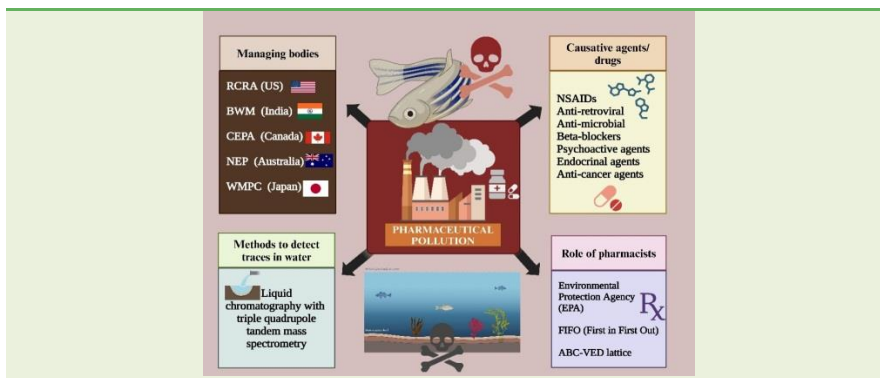 Managing bodies
RCRA (US)
BWM (India)
CEPA (Canada)
NEP (Australia)
WMPC (Japan)
Causative agents/
drugs
NSAIDs
Anti-retroviral
Anti-microbial
Beta-blockers
Psychoactive agents
Endocrinal agents
Anti-cancer agents
PHARMACEUTICAL
POLLUTION
Methods to detect
traces in water
Liquid
chromatography with
triple quadrupole
tandem mass
spectrometry
Role of pharmacists
Environmental
Protection Agency
(EPA)
Rx
FIFO (First in First Out)
ABC-VED lattice